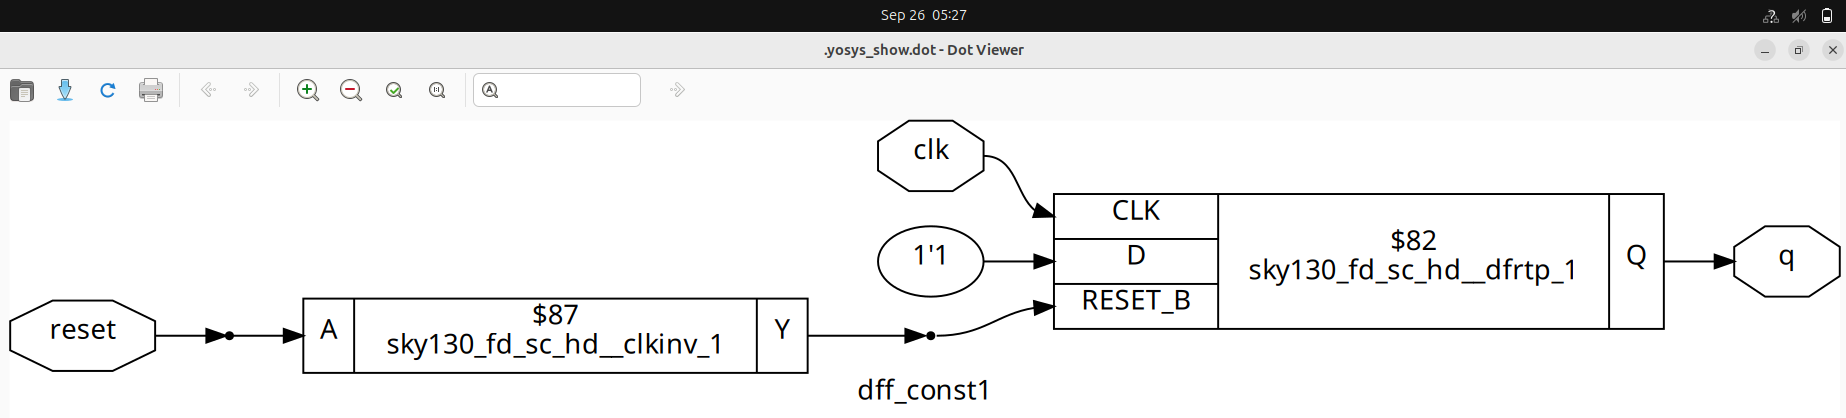 Sep 26 05:27
.yosys_show.dot - Dot Viewer
clk
CLK
1'1
D
RESET_B
$82
sky130_fd_sc_hd__dfrtp_1
Q
q
reset
A
$87
sky130_fd_sc_hd__clkinv_1
Y
dff_const1